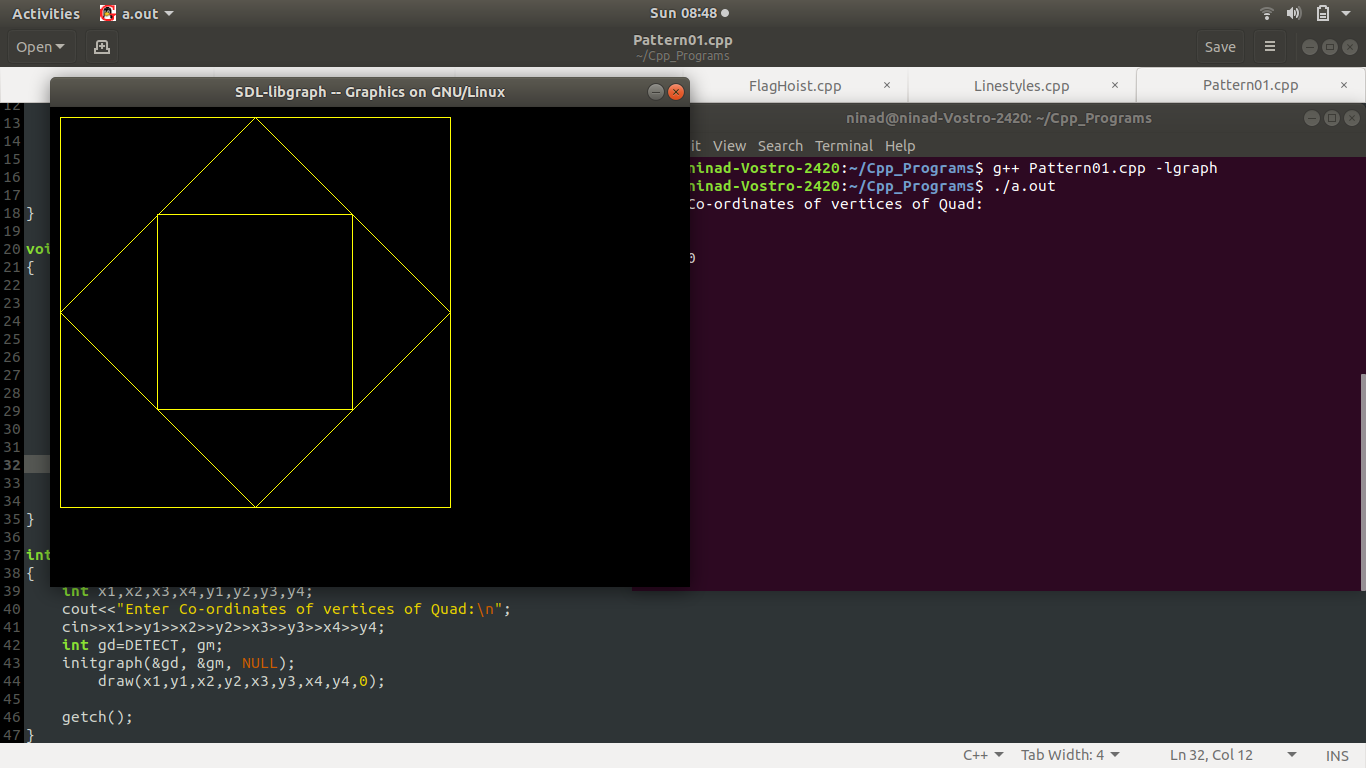 Activities a.out Sun 08:48
Open Pattern01.cpp Save
~/Cpp_Programs
FlagHoist.cpp × Linestyles.cpp × Pattern01.cpp ×
SDL-libgraph -- Graphics on GNU/Linux
ninad@ninad-Vostro-2420: ~/Cpp_Programs
it View Search Terminal Help
ninad-Vostro-2420:~/Cpp_Programs$ g++ Pattern01.cpp -lgraph
ninad-Vostro-2420:~/Cpp_Programs$ ./a.out
Co-ordinates of vertices of Quad:
0
12
13
14
15
16
17
18 }
19
20 voi
21 {
22
23
24
25
26
27
28
29
30
31
32
33
34
35 }
36
37 int
38 {
39 int x1,x2,x3,x4,y1,y2,y3,y4;
40 cout<<"Enter Co-ordinates of vertices of Quad:\n";
41 cin>>x1>>y1>>x2>>y2>>x3>>y3>>x4>>y4;
42 int gd=DETECT, gm;
43 initgraph(&gd, &gm, NULL);
44 draw(x1,y1,x2,y2,x3,y3,x4,y4,0);
45
46 getch();
47 }
C++ Tab Width: 4 Ln 32, Col 12 INS